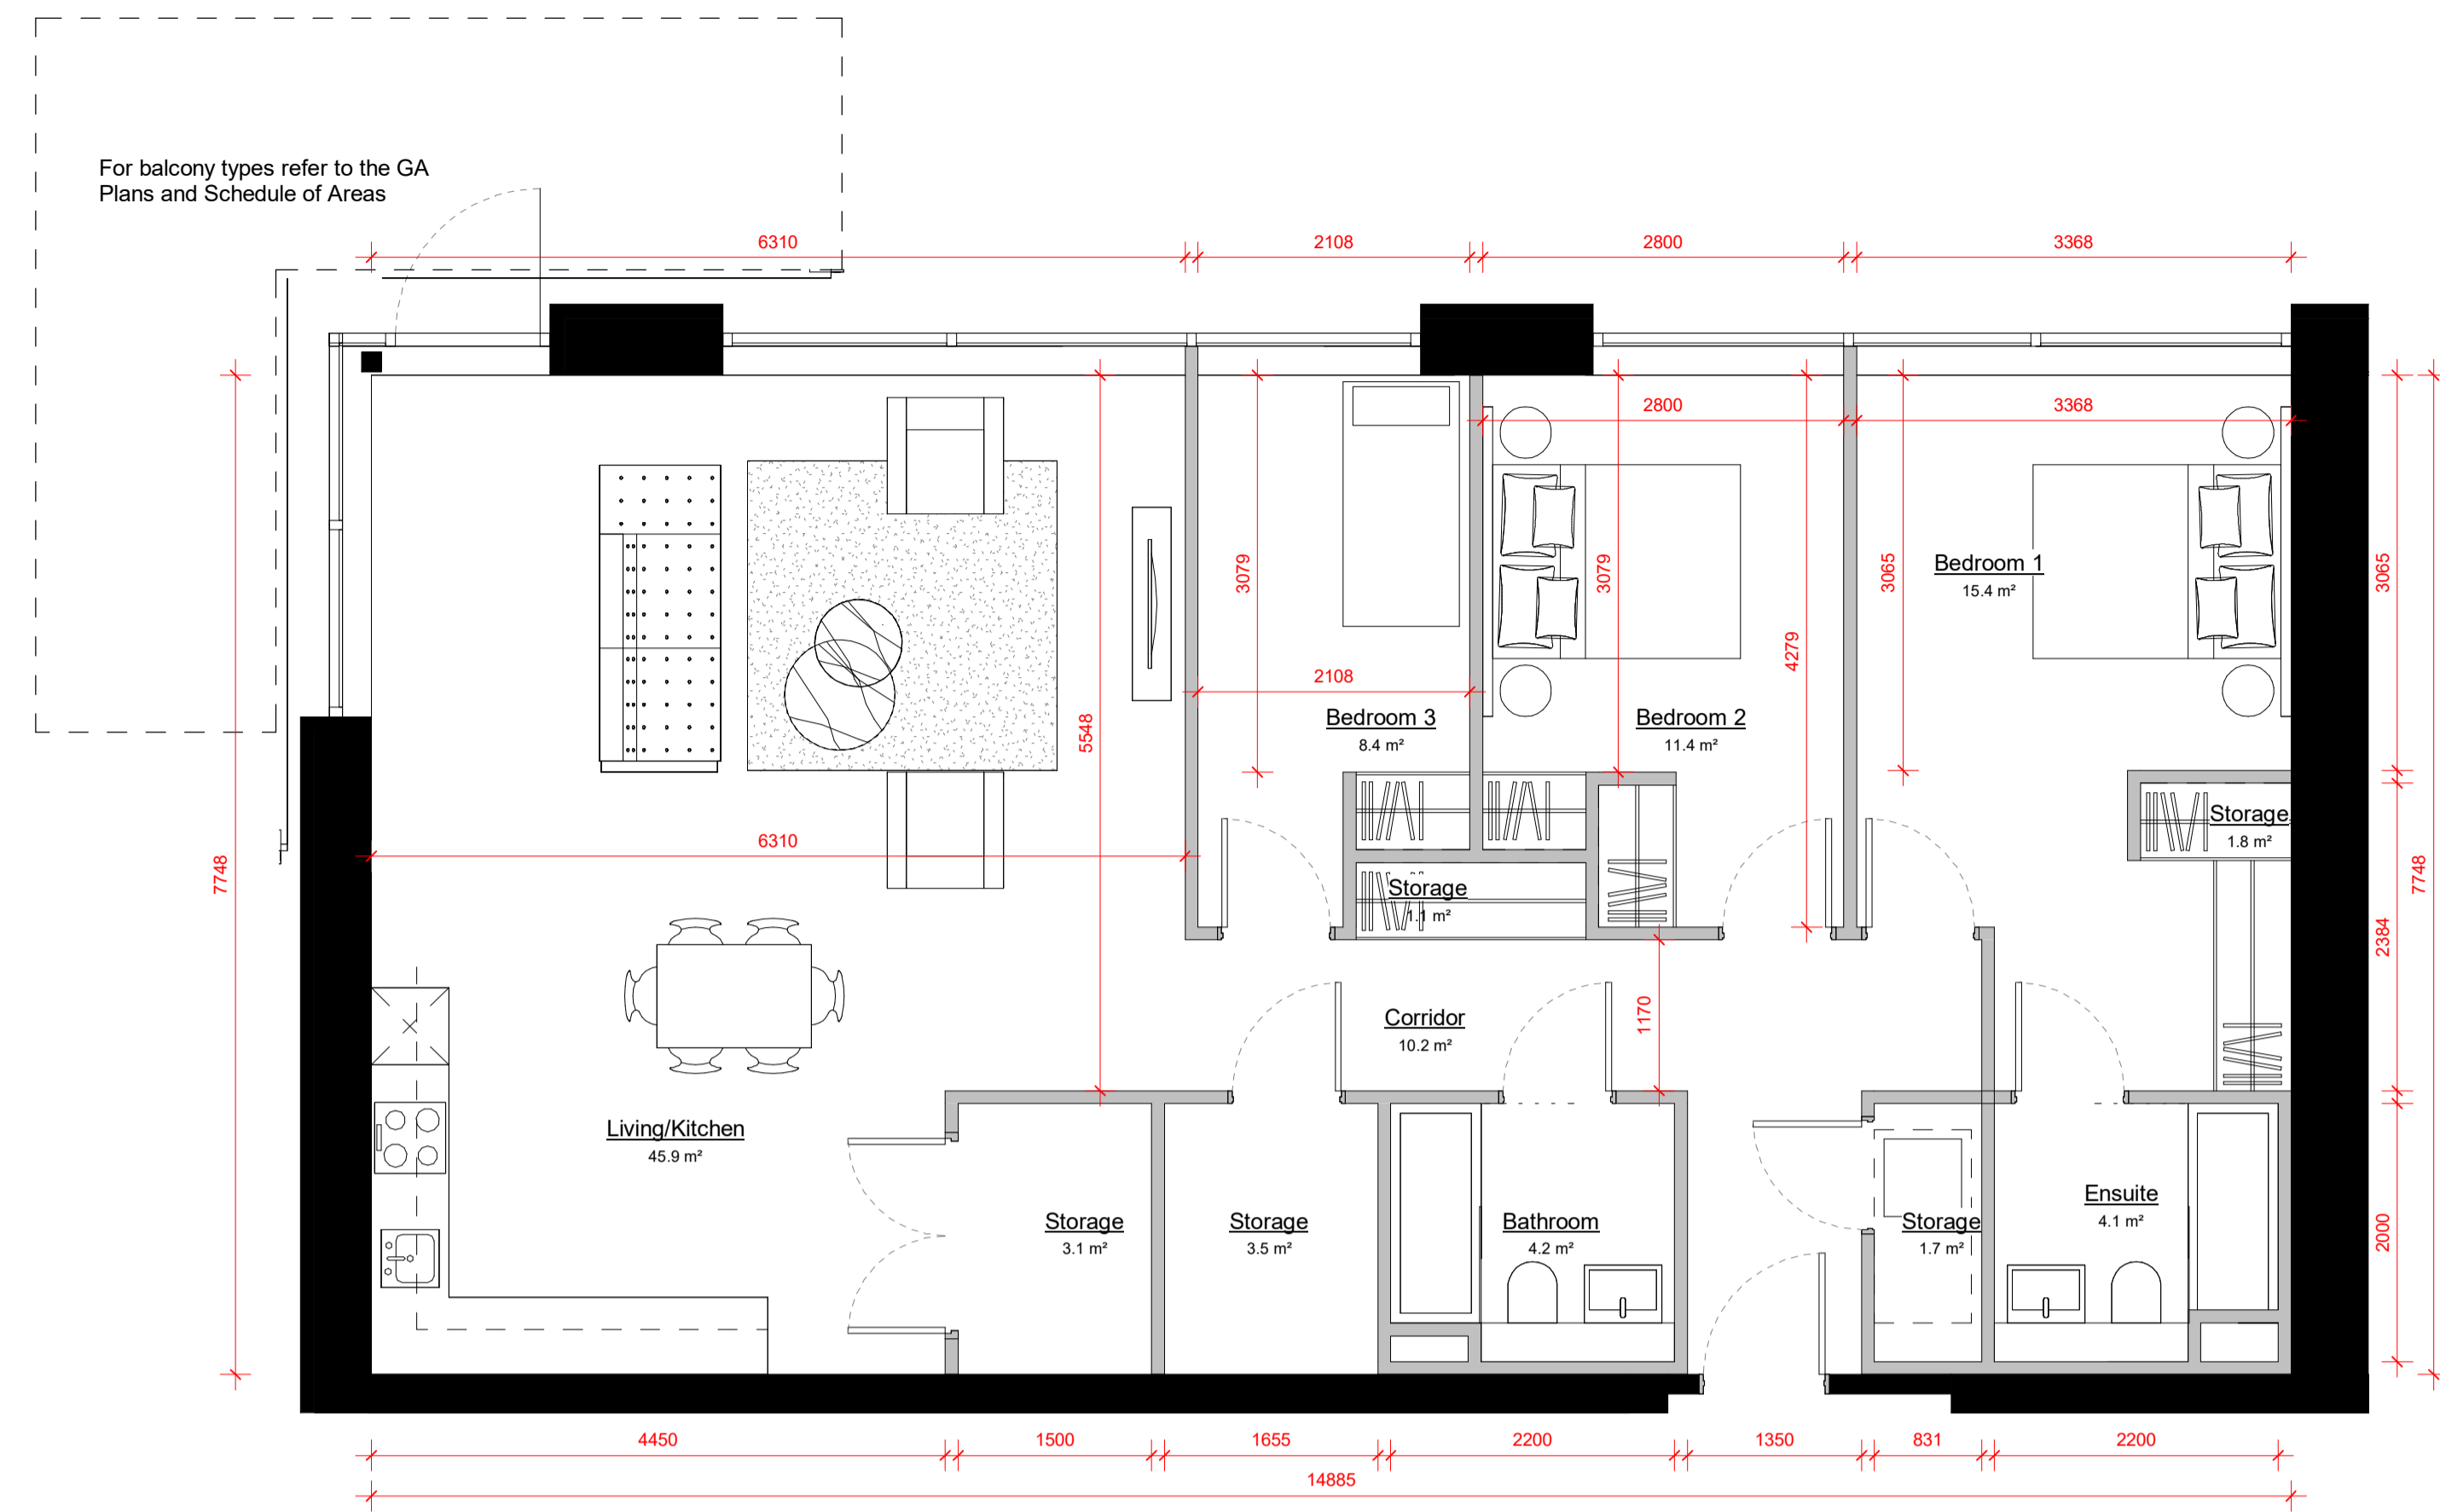 For balcony types refer to the GA
Plans and Schedule of Areas
6310
2108
2800
3368
2800
3368
3079
3079
3065
3065
Bedroom 1
15.4 m²
4279
2108
5548
Bedroom 3
8.4 m²
Bedroom 2
11.4 m²
6310
7748
7748
Storage
1.8 m²
Storage
1.1 m²
2384
1170
Corridor
10.2 m²
Living/Kitchen
45.9 m²
Storage
3.1 m²
Storage
3.5 m²
Bathroom
4.2 m²
Storage
1.7 m²
Ensuite
4.1 m²
2000
4450
1500
1655
2200
1350
831
2200
14885